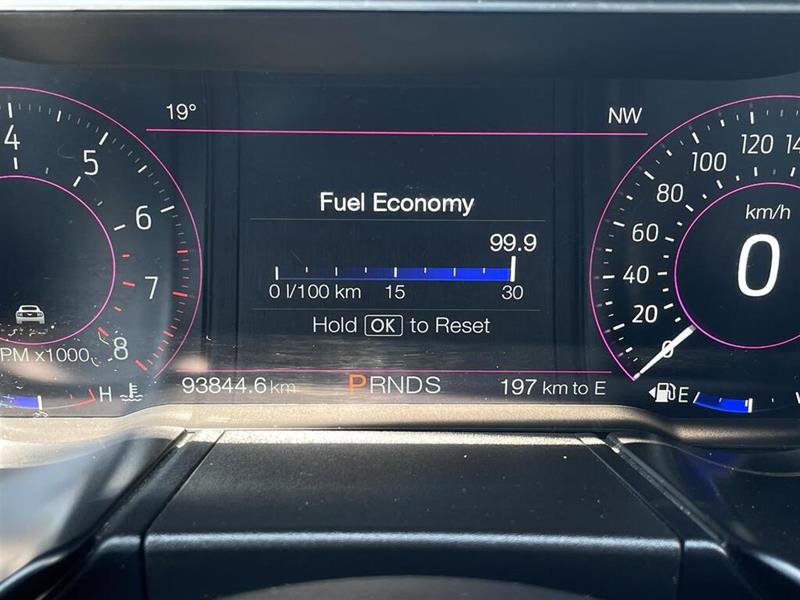 19°
NW
4
5
6
7
8
PM x1000
H
Fuel Economy
99.9
0 l/100 km 15 30
Hold OK to Reset
93844.6 km
PRNDS
197 km to E
0
20
40
60
80
100
120
km/h
0
E